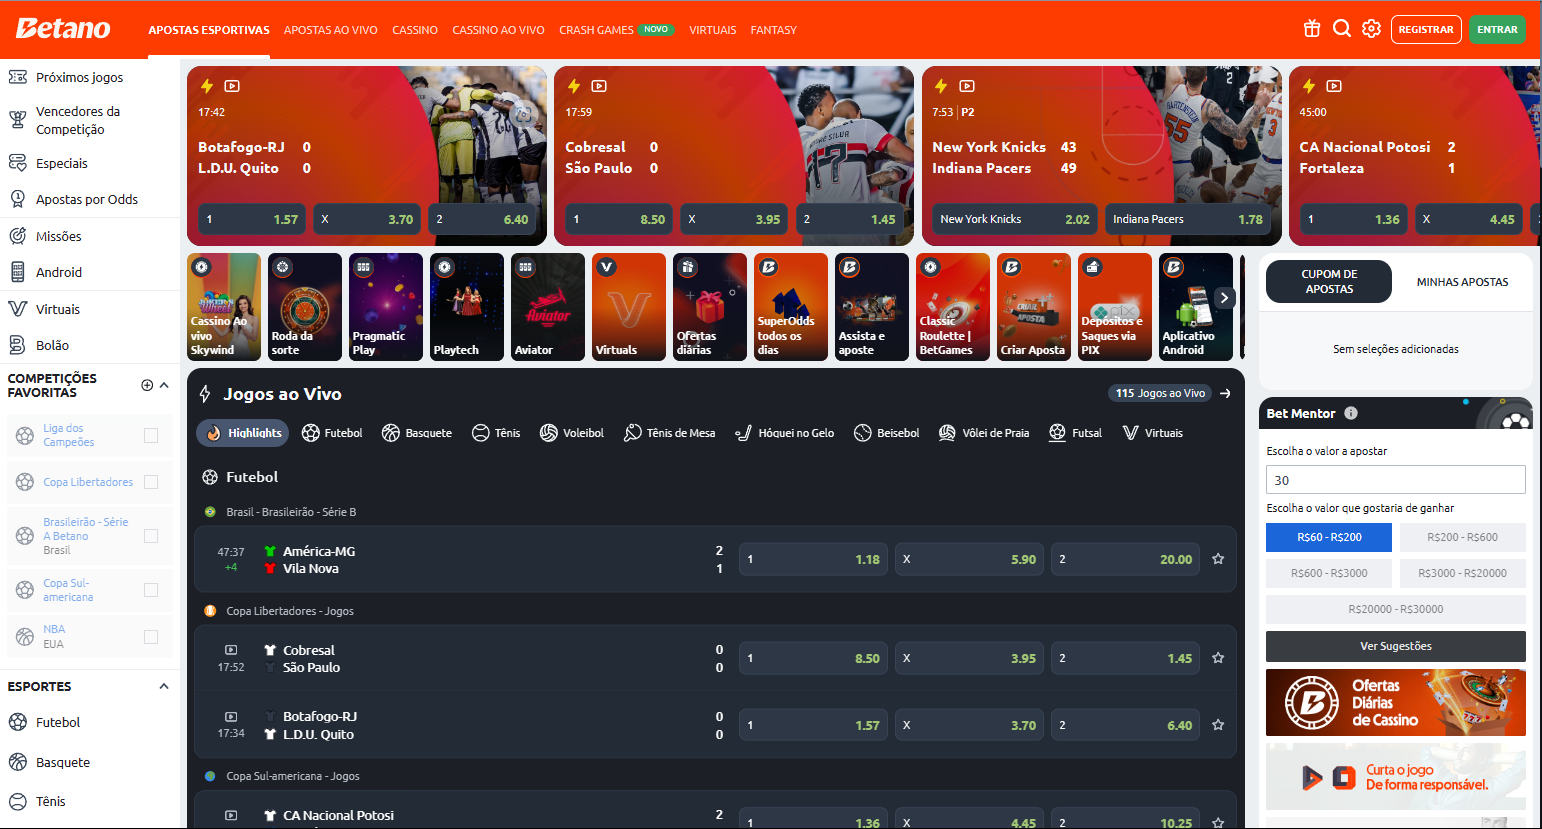 Betano
APOSTAS ESPORTIVAS
APOSTAS AO VIVO
CASSINO
CASSINO AO VIVO
CRASH GAMES NOVO
VIRTUAIS
FANTASY
REGISTRAR
ENTRAR
Próximos jogos
Vencedores da
Competição
Especiais
Apostas por Odds
Missões
Android
Virtuais
Bolão
COMPETIÇÕES
FAVORITAS
Liga dos
Campeões
Copa Libertadores
Brasileirão - Série
A Betano
Brasil
Copa Sul-
americana
NBA
EUA
ESPORTES
Futebol
Basquete
Tênis
17:42
Botafogo-RJ 0
L.D.U. Quito 0
1 1.57 X 3.70 2 6.40
17:59
Cobresal 0
São Paulo 0
1 8.50 X 3.95 2 1.45
7:53 | P2
New York Knicks 43
Indiana Pacers 49
New York Knicks 2.02 Indiana Pacers 1.78
45:00
CA Nacional Potosi 2
Fortaleza 1
1 1.36 X 4.45
Cassino Ao
vivo
Skywind
Roda da
sorte
Pragmatic
Play
Playtech
Aviator
Aviator
Virtuals
Ofertas
diárias
SuperOdds
todos os
dias
Assista e
aposte
Classic
Roulette |
BetGames
CRIAR
APOSTA
Criar Aposta
Depósitos e
Saques via
PIX
Aplicativo
Android
Jogos ao Vivo
115 Jogos ao Vivo
Highlights
Futebol
Basquete
Tênis
Voleibol
Tênis de Mesa
Hóquei no Gelo
Beisebol
Vôlei de Praia
Futsal
Virtuais
Futebol
Brasil - Brasileirão - Série B
47:37 América-MG 2
+4 Vila Nova 1
1 1.18 X 5.90 2 20.00
Copa Libertadores - Jogos
Cobresal 0
17:52 São Paulo 0
1 8.50 X 3.95 2 1.45
Botafogo-RJ 0
17:34 L.D.U. Quito 0
1 1.57 X 3.70 2 6.40
Copa Sul-americana - Jogos
CA Nacional Potosi 2
1 1.36 X 4.45 2 10.25
CUPOM DE
APOSTAS
MINHAS APOSTAS
Sem seleções adicionadas
Bet Mentor
Escolha o valor a apostar
30
Escolha o valor que gostaria de ganhar
R$60 - R$200
R$200 - R$600
R$600 - R$3000
R$3000 - R$20000
R$20000 - R$30000
Ver Sugestões
Ofertas
Diárias
de Cassino
Curta o jogo
De forma responsável.